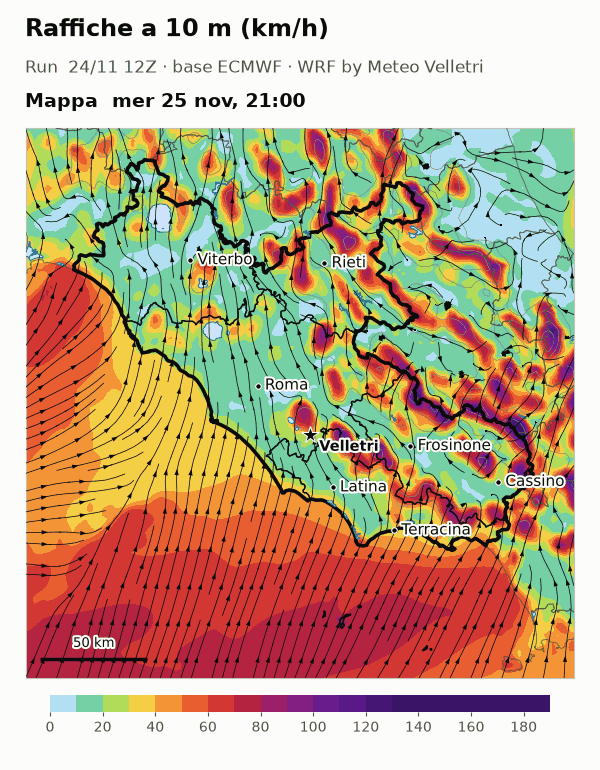 Raffiche a 10 m (km/h)
Run  24/11 12Z · base ECMWF · WRF by Meteo Velletri
Mappa  mer 25 nov, 21:00
Viterbo
Rieti
Roma
Velletri
Frosinone
Latina
Cassino
Terracina
50 km
0 20 40 60 80 100 120 140 160 180